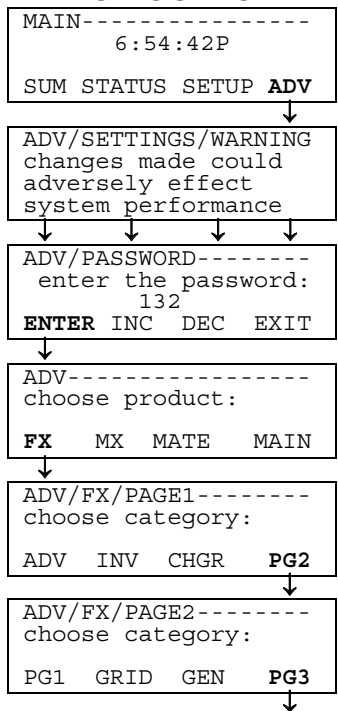 MAIN----------------
6:54:42P
SUM STATUS SETUP ADV
ADV/SETTINGS/WARNING
changes made could
adversely effect
system performance
ADV/PASSWORD--------
enter the password:
132
ENTER INC DEC EXIT
ADV-----------------
choose product:
FX MX MATE MAIN
ADV/FX/PAGE1--------
choose category:
ADV INV CHGR PG2
ADV/FX/PAGE2--------
choose category:
PG1 GRID GEN PG3